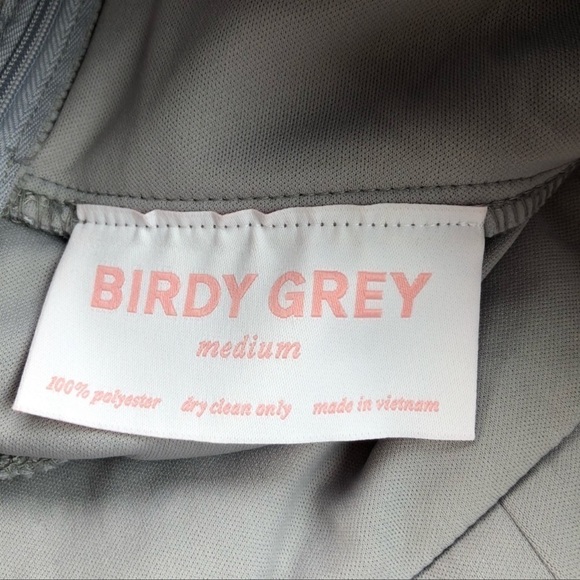 BIRDY GREY
medium
100% polyester dry clean only made in vietnam